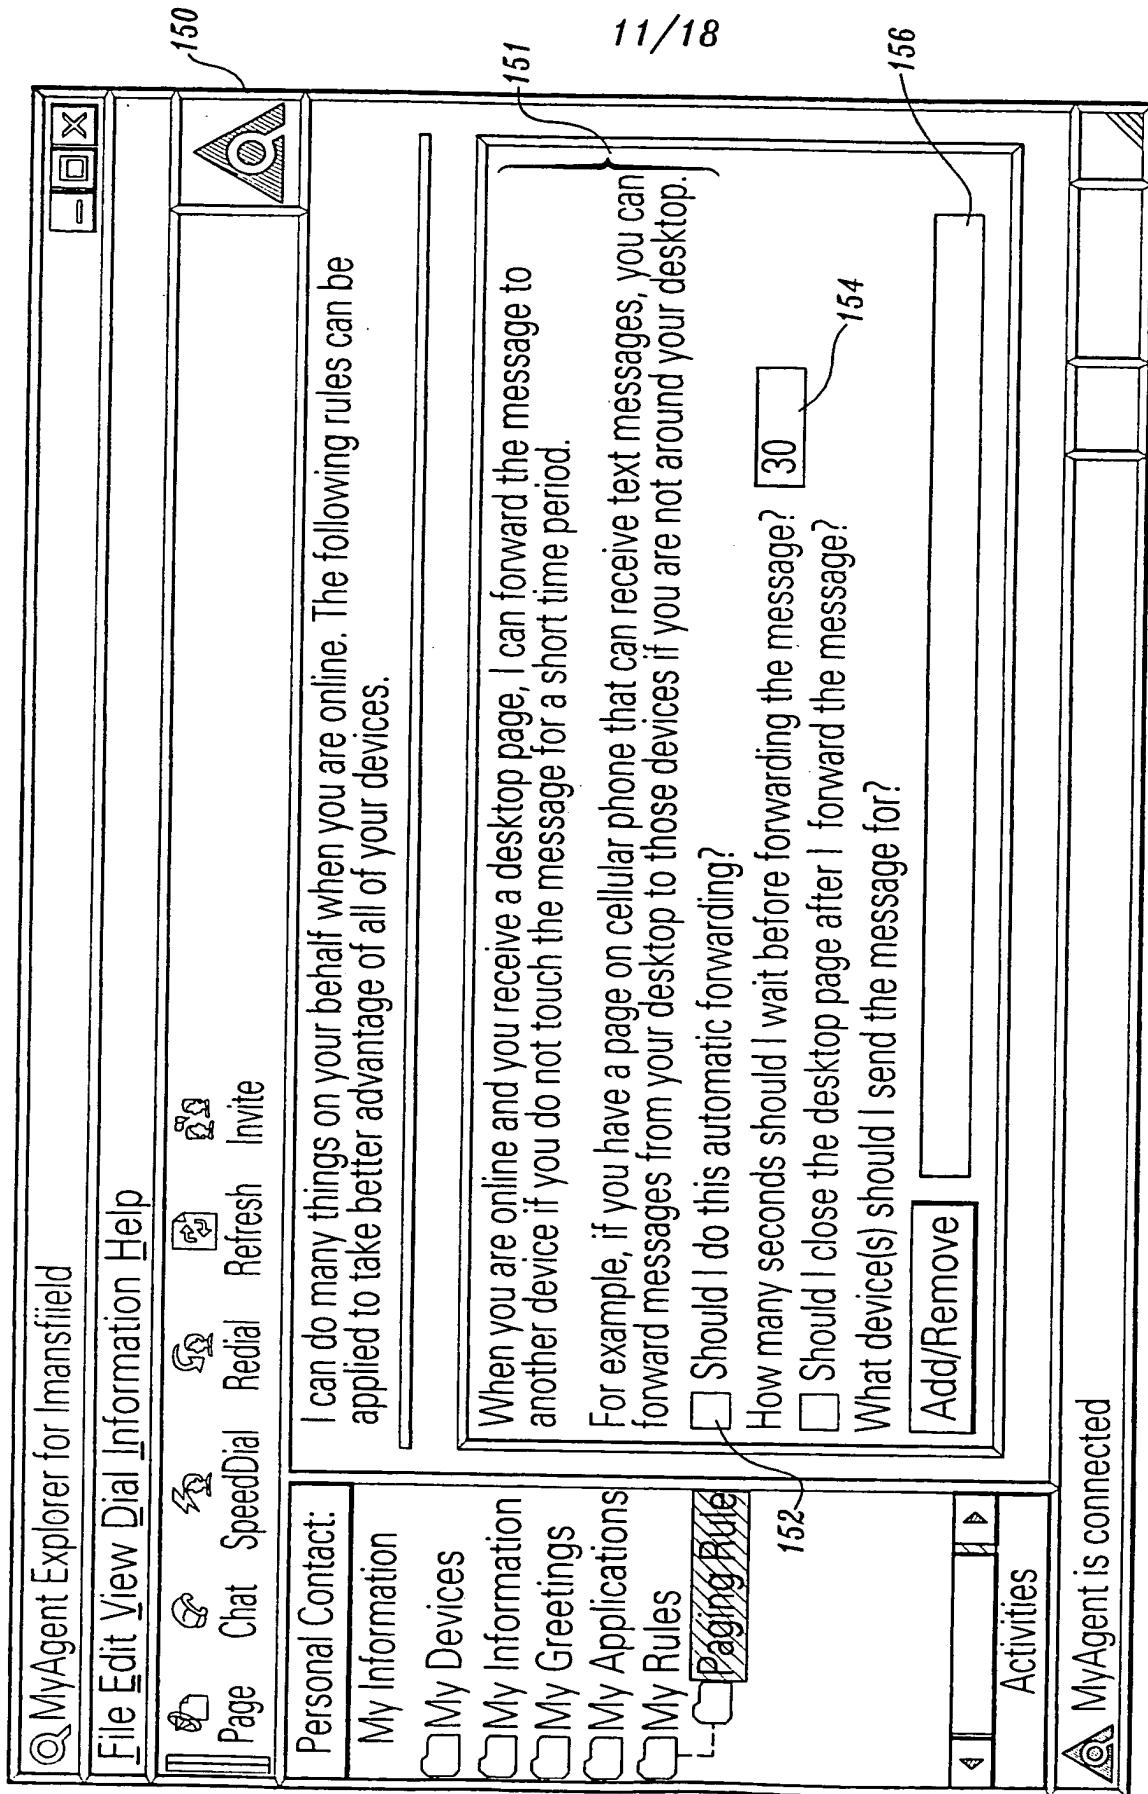 11/18
150
MyAgent Explorer for Imansfiield
File Edit View Dial Information Help
Page Chat SpeedDial Redial Refresh Invite
Personal Contact:
My Information
My Devices
My Information
My Greetings
My Applications
My Rules
Paging Rule
Activities
I can do many things on your behalf when you are online. The following rules can be
applied to take better advantage of all of your devices.
151
When you are online and you receive a desktop page, I can forward the message to
another device if you do not touch the message for a short time period.
For example, if you have a page on cellular phone that can receive text messages, you can
forward messages from your desktop to those devices if you are not around your desktop.
152
Should I do this automatic forwarding?
How many seconds should I wait before forwarding the message? 30
154
Should I close the desktop page after I forward the message?
What device(s) should I send the message for?
Add/Remove
156
MyAgent is connected